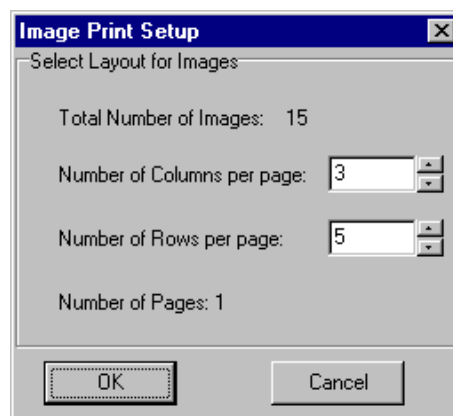 Image Print Setup
Select Layout for Images
Total Number of Images: 15
Number of Columns per page: 3
Number of Rows per page: 5
Number of Pages: 1
OK Cancel